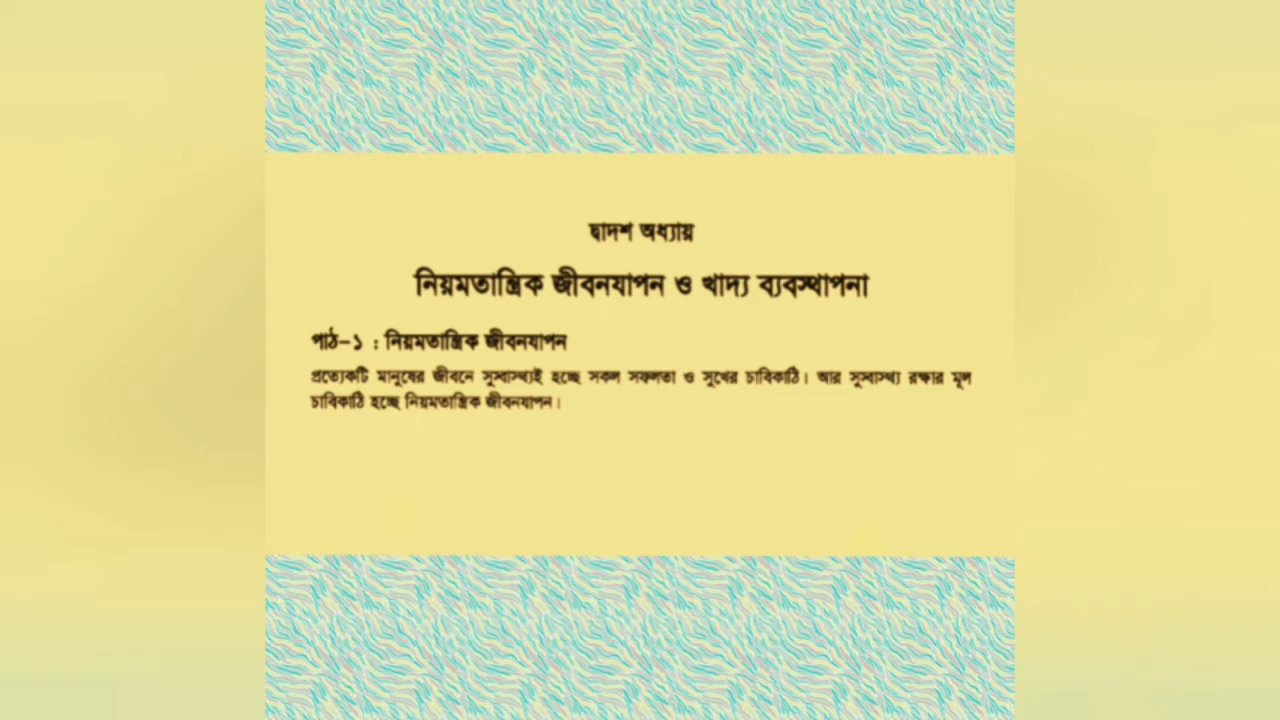 দ্বাদশ অধ্যায়
নিয়মতান্ত্রিক জীবনযাপন ও খাদ্য ব্যবস্থাপনা
পাঠ-১ : নিয়মতান্ত্রিক জীবনযাপন
প্রত্যেকটি মানুষের জীবনে সুস্বাস্থ্যই হচ্ছে সকল সফলতা ও সুখের চাবিকাঠি। আর সুস্বাস্থ্য রক্ষার মূল
চাবিকাঠি হচ্ছে নিয়মতান্ত্রিক জীবনযাপন।